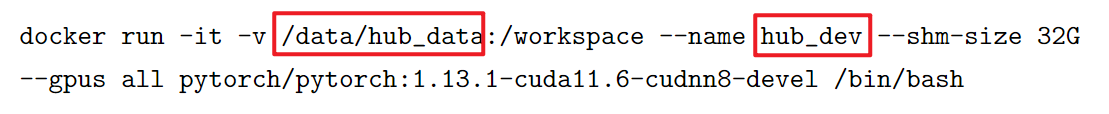 docker run -it -v /data/hub_data:/workspace --name hub_dev --shm-size 32G
--gpus all pytorch/pytorch:1.13.1-cuda11.6-cudnn8-devel /bin/bash